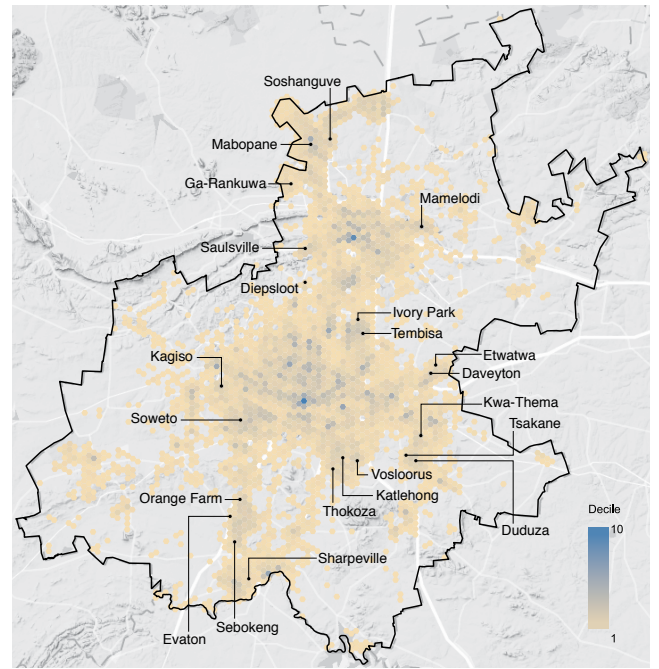 Soshanguve
Mabopane
Ga-Rankuwa
Mamelodi
Saulsville
Diepsloot
Ivory Park
Tembisa
Kagiso
Etwatwa
Daveyton
Kwa-Thema
Soweto
Tsakane
Vosloorus
Orange Farm
Katlehong
Thokoza
Decile
Duduza
10
Sharpeville
Sebokeng
Evaton
1